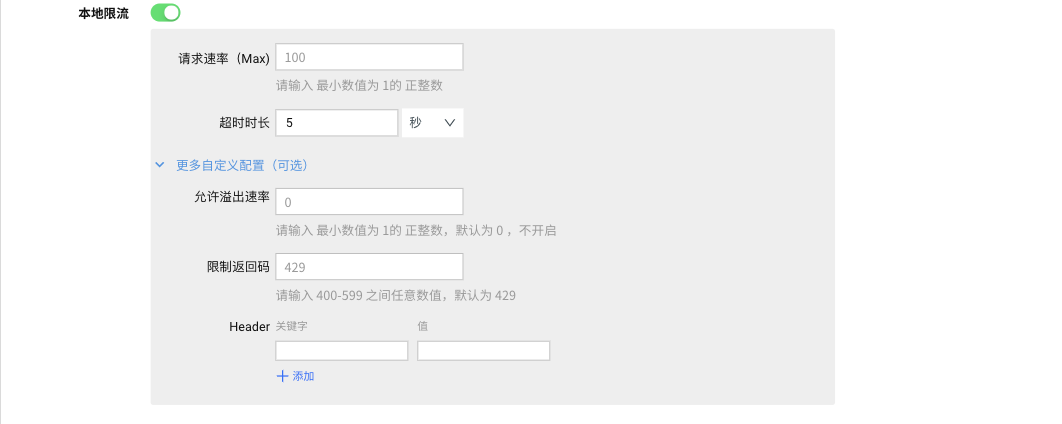 本地限流
请求速率（Max) 100
请输入 最小数值为 1的 正整数
超时时长 5 秒
更多自定义配置（可选）
允许溢出速率 0
请输入 最小数值为 1的 正整数，默认为 0 ，不开启
限制返回码 429
请输入 400-599 之间任意数值，默认为 429
Header 关键字 值
添加